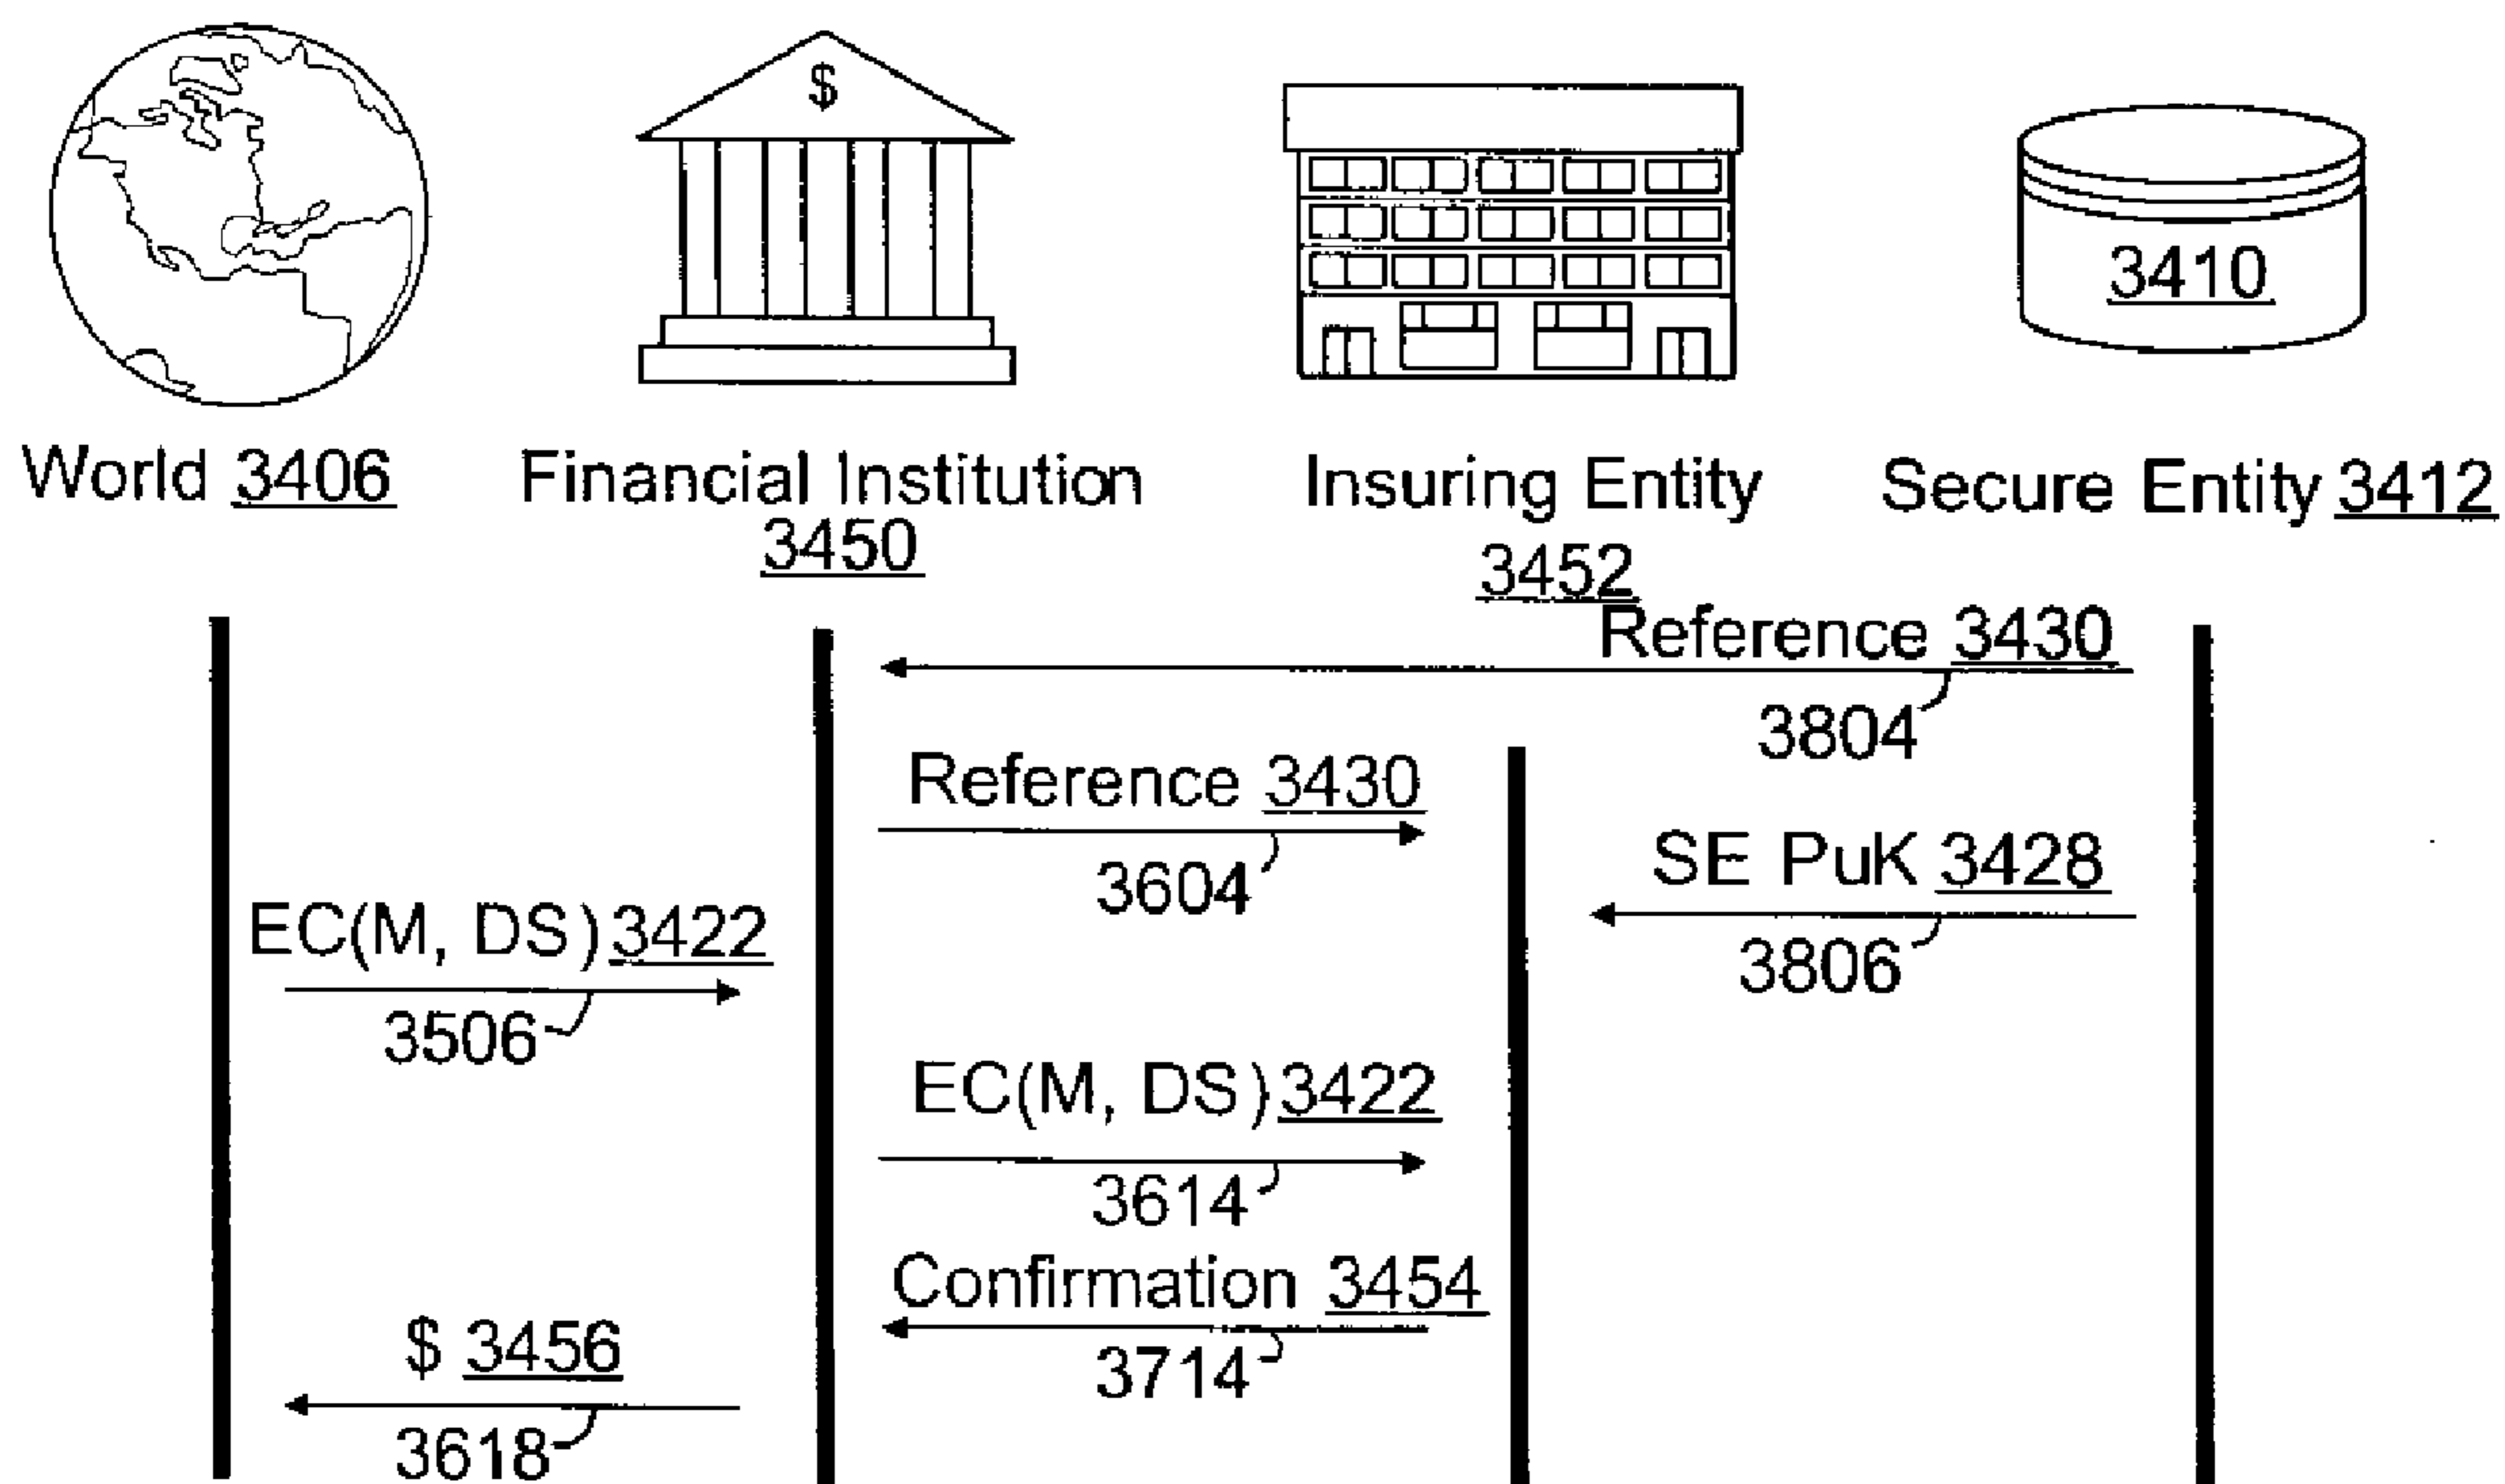 $
3410
World 3406
Financial Institution
3450
Insuring Entity
3452
Secure Entity 3412
Reference 3430
3804
Reference 3430
3604
SE PuK 3428
3806
EC(M, DS) 3422
3506
EC(M, DS) 3422
3614
Confirmation 3454
3714
$ 3456
3618